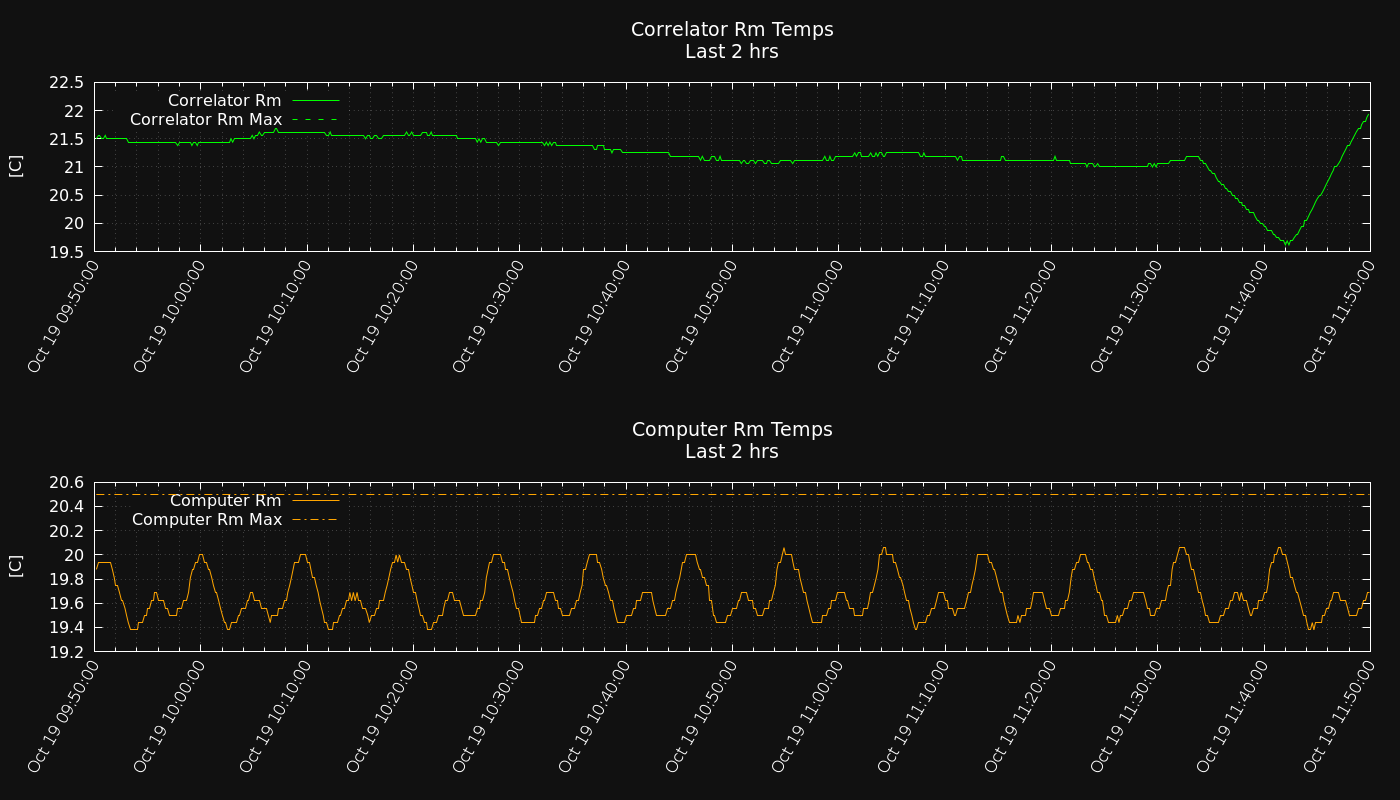 Correlator Rm Temps
Last 2 hrs
22.5
22
21.5
21
20.5
20
19.5
[C]
Correlator Rm
Correlator Rm Max
Oct 19 09:50:00
Oct 19 10:00:00
Oct 19 10:10:00
Oct 19 10:20:00
Oct 19 10:30:00
Oct 19 10:40:00
Oct 19 10:50:00
Oct 19 11:00:00
Oct 19 11:10:00
Oct 19 11:20:00
Oct 19 11:30:00
Oct 19 11:40:00
Oct 19 11:50:00
Computer Rm Temps
Last 2 hrs
20.6
20.4
20.2
20
19.8
19.6
19.4
19.2
[C]
Computer Rm
Computer Rm Max
Oct 19 09:50:00
Oct 19 10:00:00
Oct 19 10:10:00
Oct 19 10:20:00
Oct 19 10:30:00
Oct 19 10:40:00
Oct 19 10:50:00
Oct 19 11:00:00
Oct 19 11:10:00
Oct 19 11:20:00
Oct 19 11:30:00
Oct 19 11:40:00
Oct 19 11:50:00